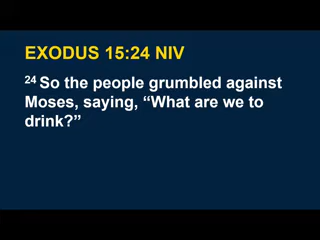 EXODUS 15:24 NIV
24 So the people grumbled against
Moses, saying, “What are we to
drink?”